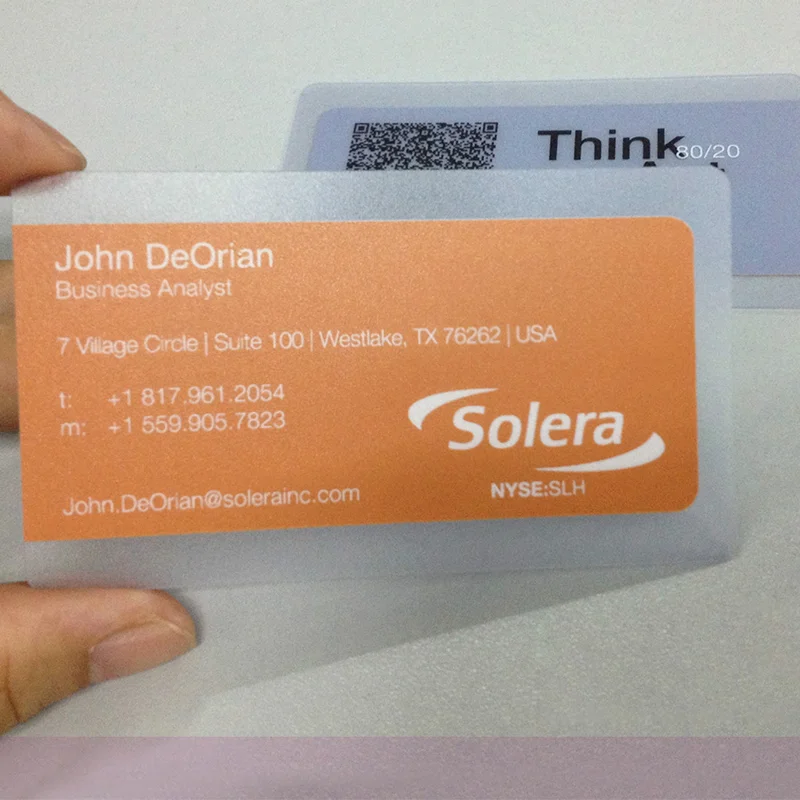 Think
80/20
John DeOrian
Business Analyst
7 Village Circle | Suite 100 | Westlake, TX 76262 | USA
t: +1 817.961.2054
m: +1 559.905.7823
Solera
NYSE:SLH
John.DeOrian@solerainc.com